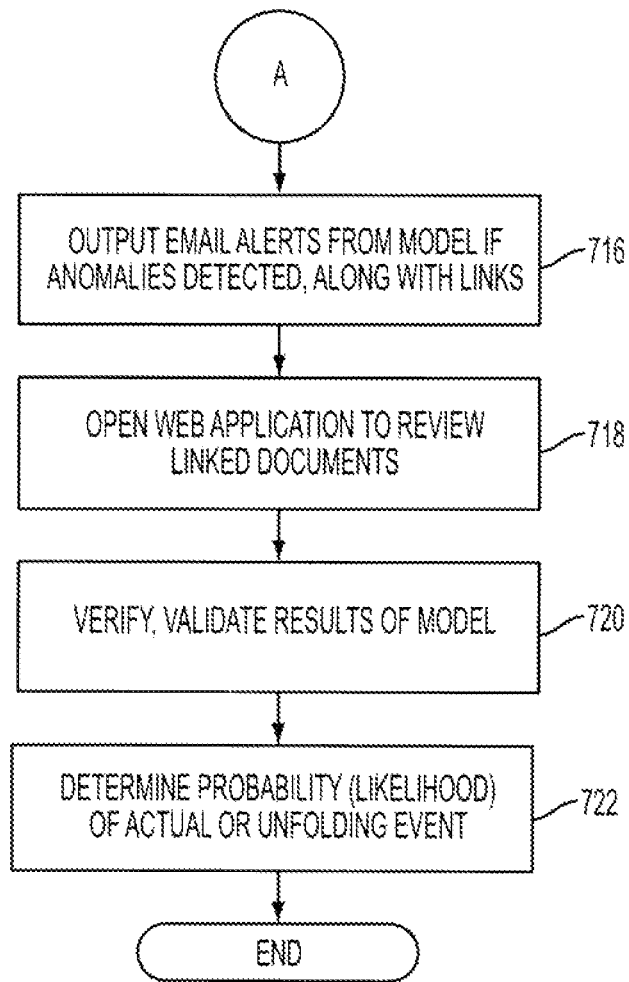 A
OUTPUT EMAIL ALERTS FROM MODEL IF
ANOMALIES DETECTED, ALONG WITH LINKS
716
OPEN WEB APPLICATION TO REVIEW
LINKED DOCUMENTS
718
VERIFY, VALIDATE RESULTS OF MODEL
720
DETERMINE PROBABILITY (LIKELIHOOD)
OF ACTUAL OR UNFOLDING EVENT
722
END